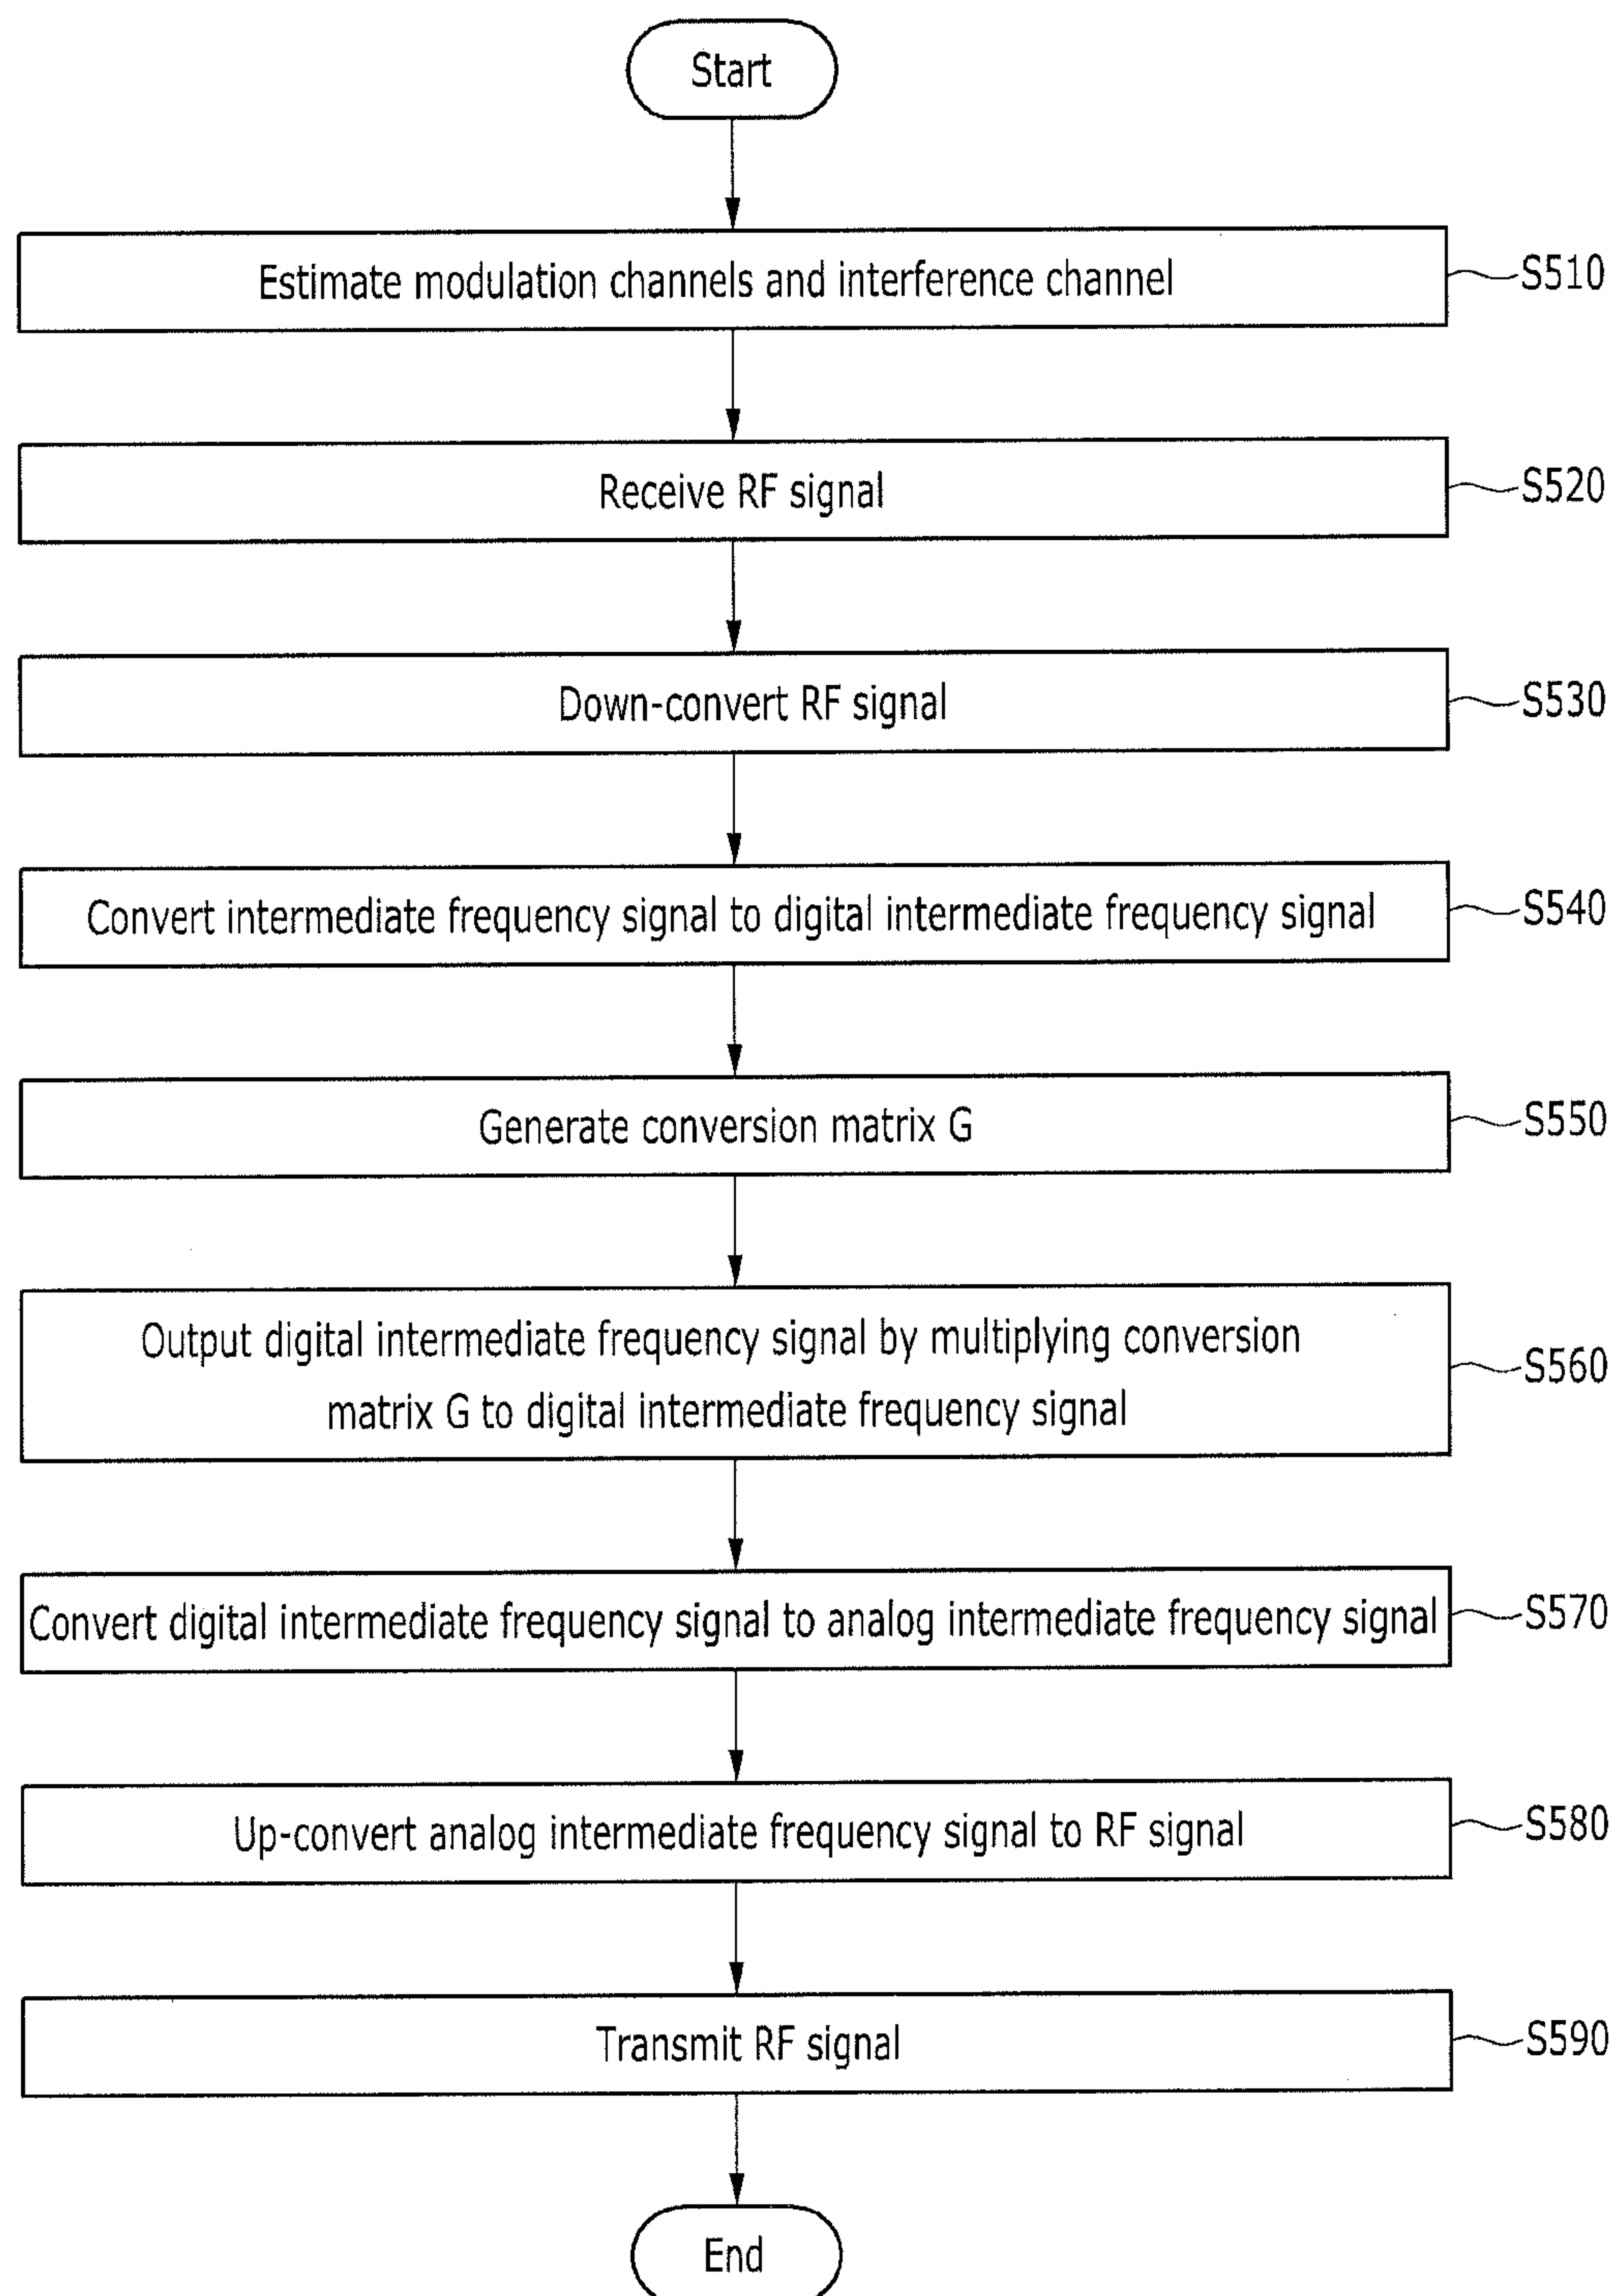 Start
Estimate modulation channels and interference channel
S510
Receive RF signal
S520
Down-convert RF signal
S530
Convert intermediate frequency signal to digital intermediate frequency signal
S540
Generate conversion matrix G
S550
Output digital intermediate frequency signal by multiplying conversion
matrix G to digital intermediate frequency signal
S560
Convert digital intermediate frequency signal to analog intermediate frequency signal
S570
Up-convert analog intermediate frequency signal to RF signal
S580
Transmit RF signal
S590
End